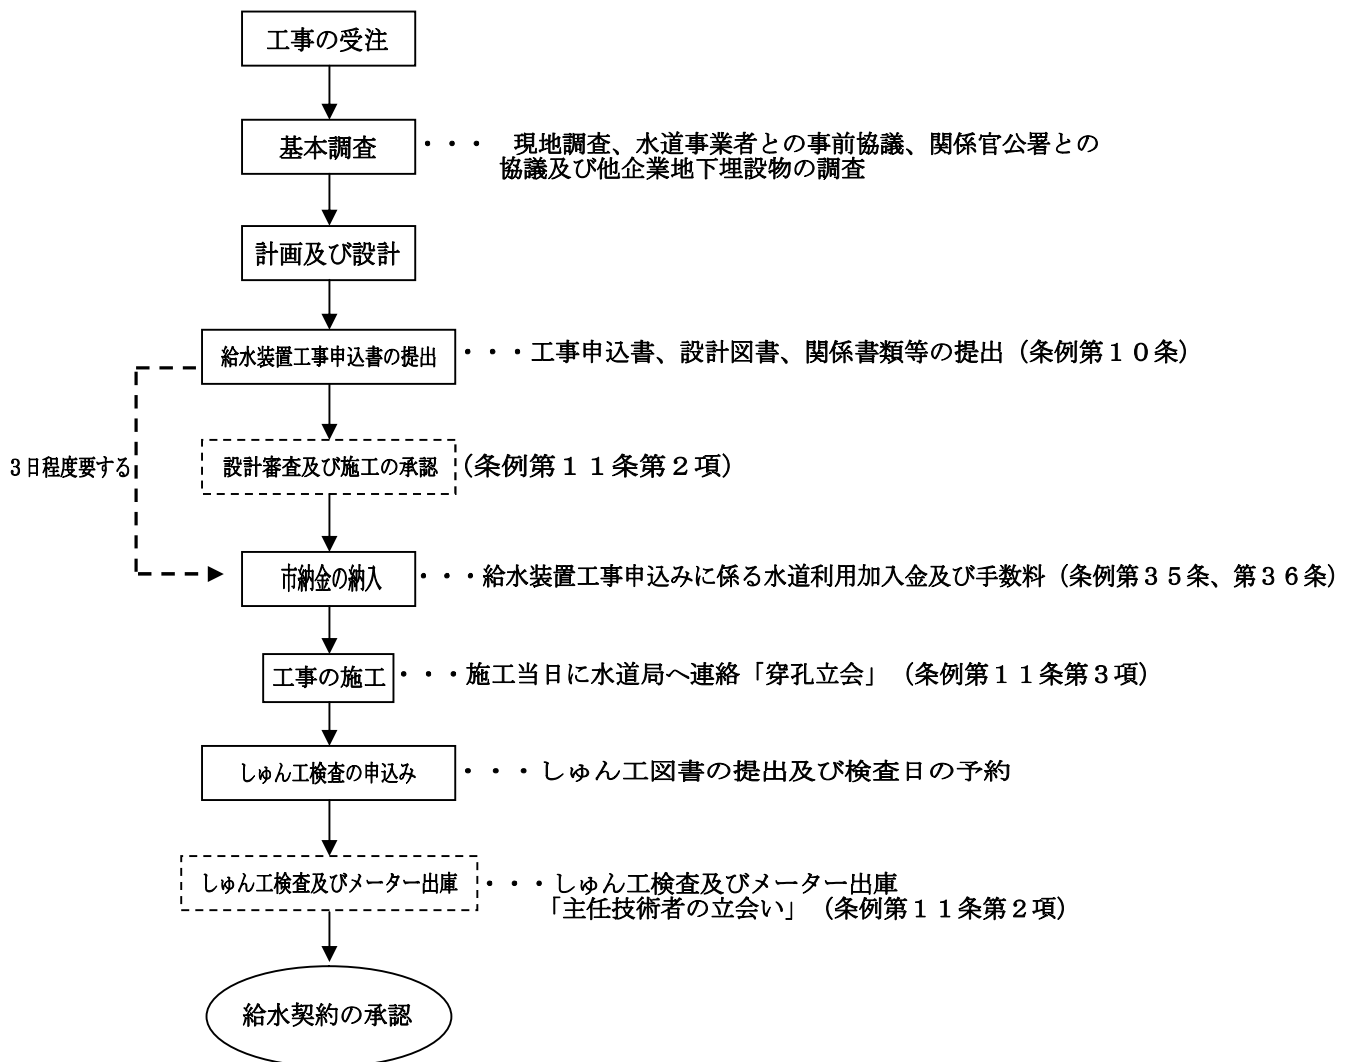 工事の受注
基本調査
・・・　現地調査、水道事業者との事前協議、関係官公署との
協議及び他企業地下埋設物の調査
計画及び設計
給水装置工事申込書の提出
・・・工事申込書、設計図書、関係書類等の提出（条例第１０条）
設計審査及び施工の承認
（条例第１１条第２項）
３日程度要する
市納金の納入
・・・給水装置工事申込みに係る水道利用加入金及び手数料（条例第３５条、第３６条）
工事の施工
・・・施工当日に水道局へ連絡「穿孔立会」（条例第１１条第３項）
しゅん工検査の申込み
・・・しゅん工図書の提出及び検査日の予約
しゅん工検査及びメーター出庫
・・・しゅん工検査及びメーター出庫
「主任技術者の立会い」（条例第１１条第２項）
給水契約の承認